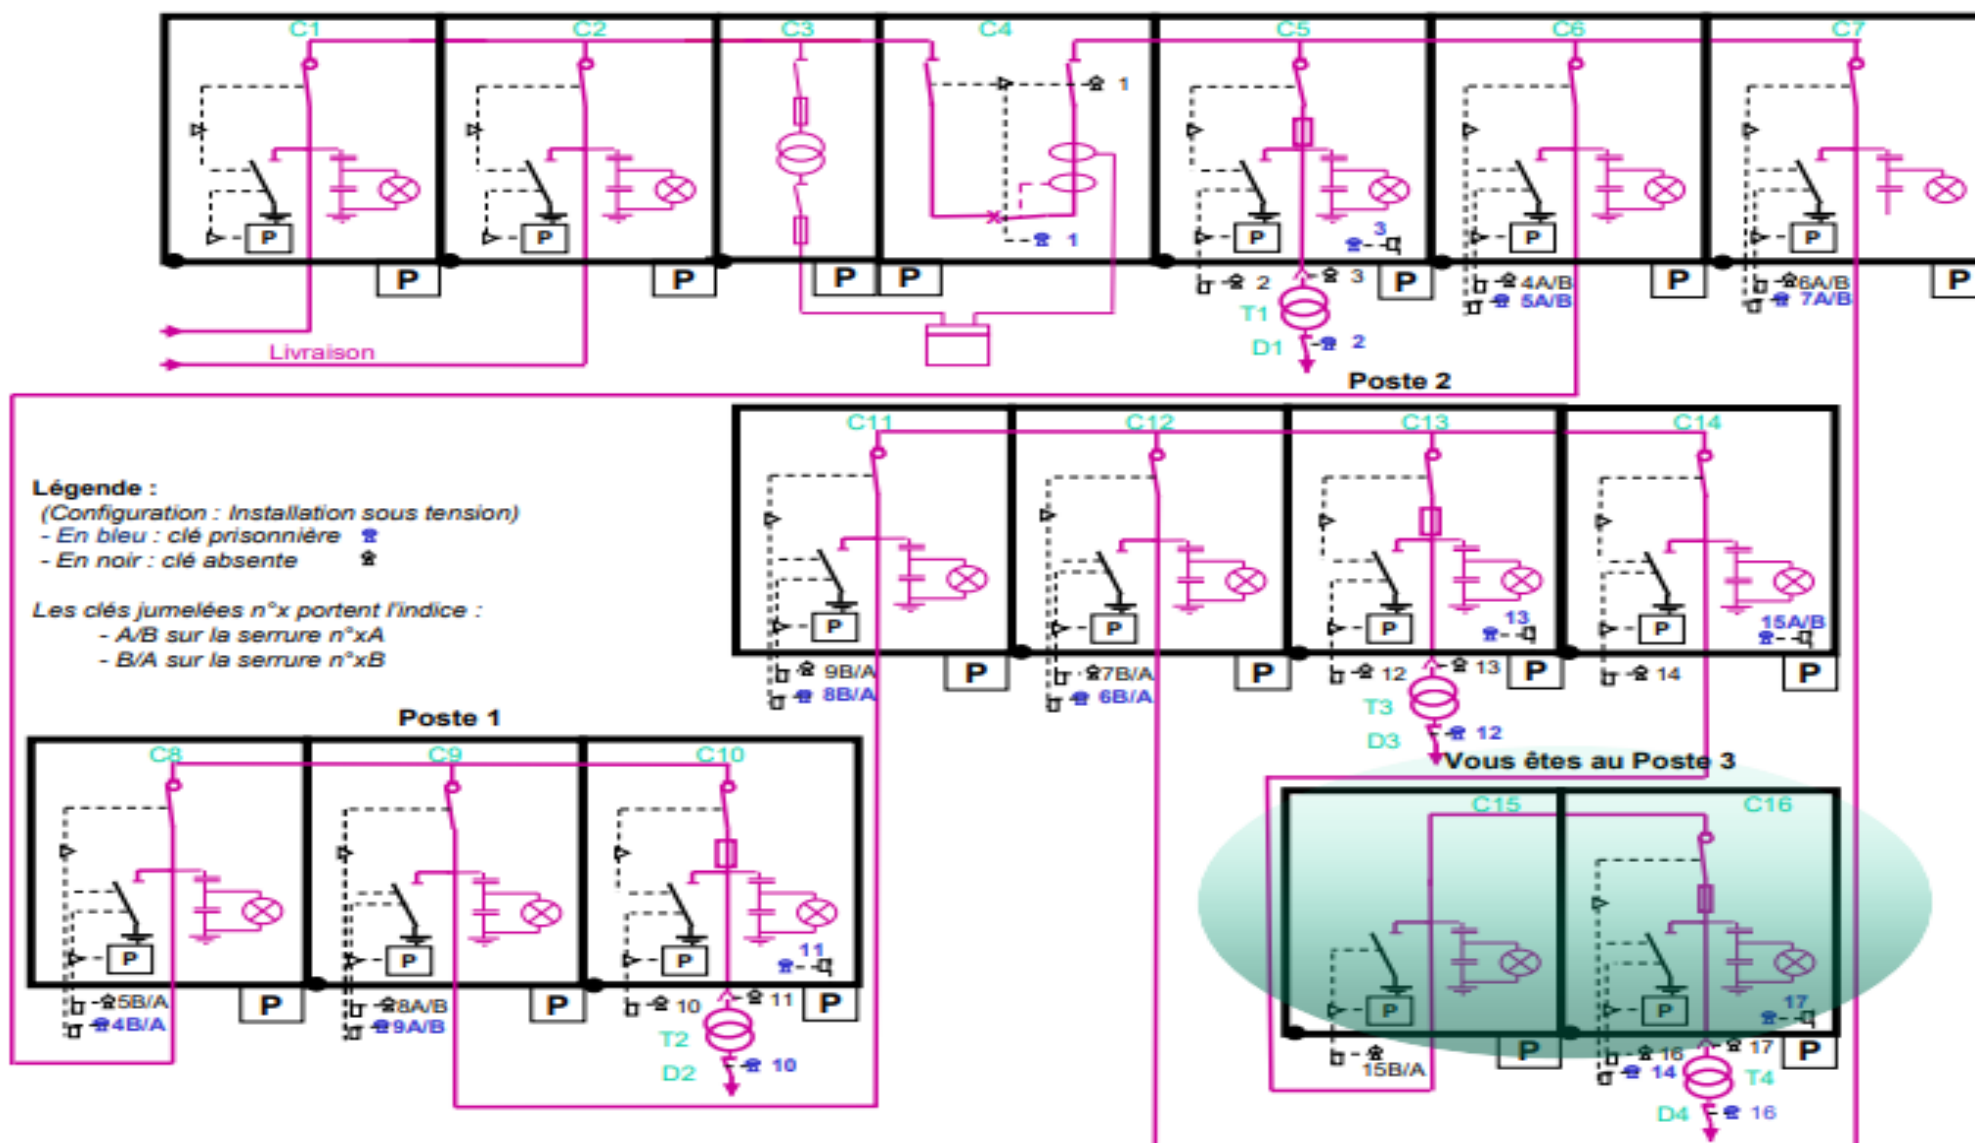 C1 C2 C3 C4 C5 C6 C7
1
P P 1 P 3 P P
P P P P 2 3 P 4A/B P 6A/B P
5A/B 7A/B
T1
Livraison D1 2
Poste 2
C11 C12 C13 C14
Légende :
(Configuration : Installation sous tension)
- En bleu : clé prisonnière
- En noir : clé absente
Les clés jumelées n°x portent l'indice :
- A/B sur la serrure n°xA
- B/A sur la serrure n°xB
P P P 13 P 15A/B
9B/A P 7B/A P 12 13 P 14 P
8B/A 6B/A
T3
D3 12
Poste 1
C8 C9 C10
Vous êtes au Poste 3
C15 C16
P P P 11
5B/A P 8A/B P 10 11 P
4B/A 9A/B
T2
D2 10
P P 17
15B/A P 16 17 P
14 T4
D4 16